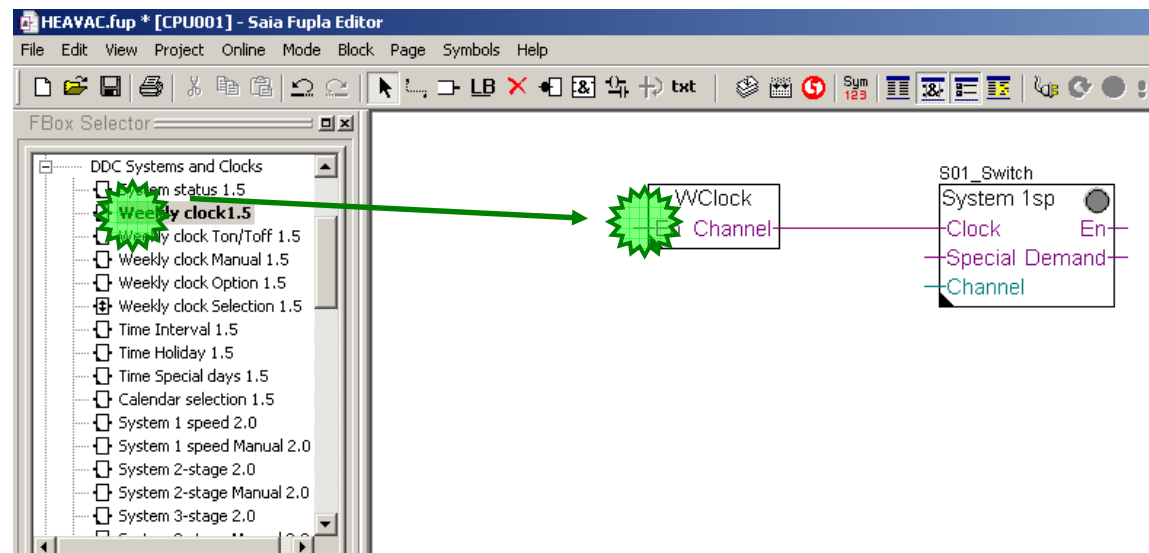 HEAVAC.fup * [CPU001] - Saia Fupla Editor
File Edit View Project Online Mode Block Page Symbols Help
LB txt Sym 123
FBox Selector
DDC Systems and Clocks
status 1.5
clock1.5
clock Ton/Toff 1.5
Weekly clock Manual 1.5
Weekly clock Option 1.5
Weekly clock Selection 1.5
Time Interval 1.5
Time Holiday 1.5
Time Special days 1.5
Calendar selection 1.5
System 1 speed 2.0
System 1 speed Manual 2.0
System 2-stage 2.0
System 2-stage Manual 2.0
System 3-stage 2.0
WClock
En Channel
S01_Switch
System 1sp
Clock En
Special Demand
Channel